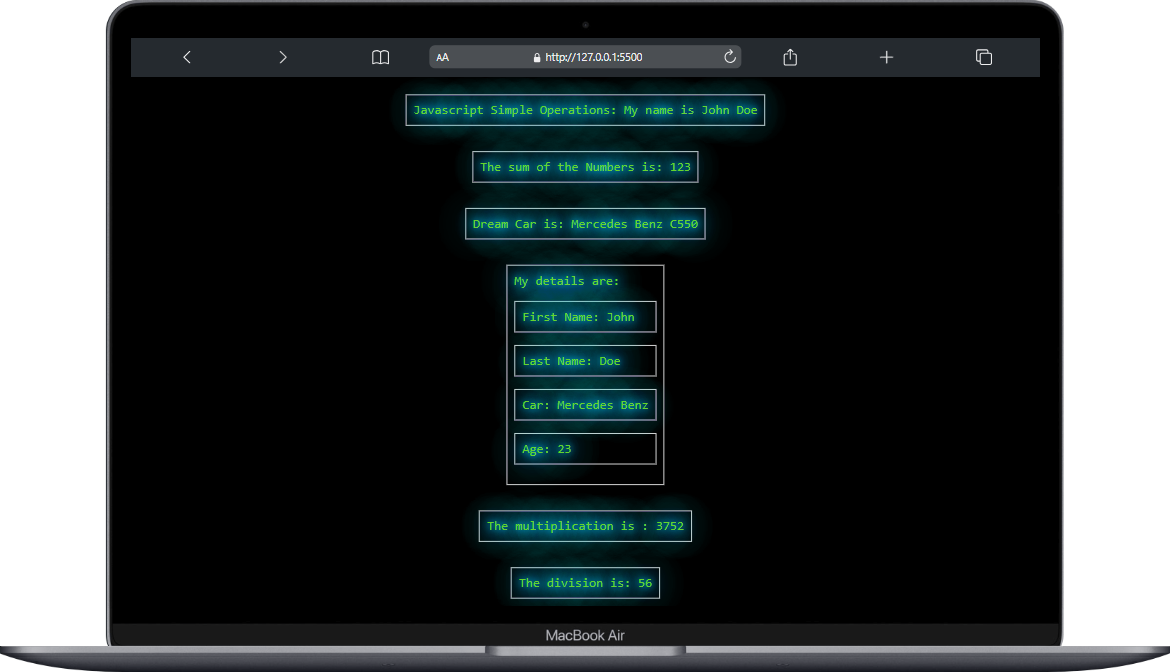 AA
http://127.0.0.1:5500
Javascript Simple Operations: My name is John Doe
The sum of the Numbers is: 123
Dream Car is: Mercedes Benz C550
My details are:
First Name: John
Last Name: Doe
Car: Mercedes Benz
Age: 23
The multiplication is : 3752
The division is: 56
MacBook Air